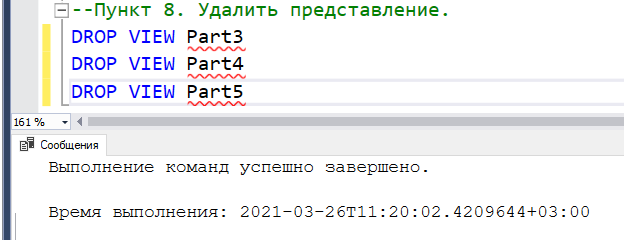 --Пункт 8. Удалить представление.
DROP VIEW Part3
DROP VIEW Part4
DROP VIEW Part5
161 %
Сообщения
Выполнение команд успешно завершено.
Время выполнения: 2021-03-26T11:20:02.4209644+03:00